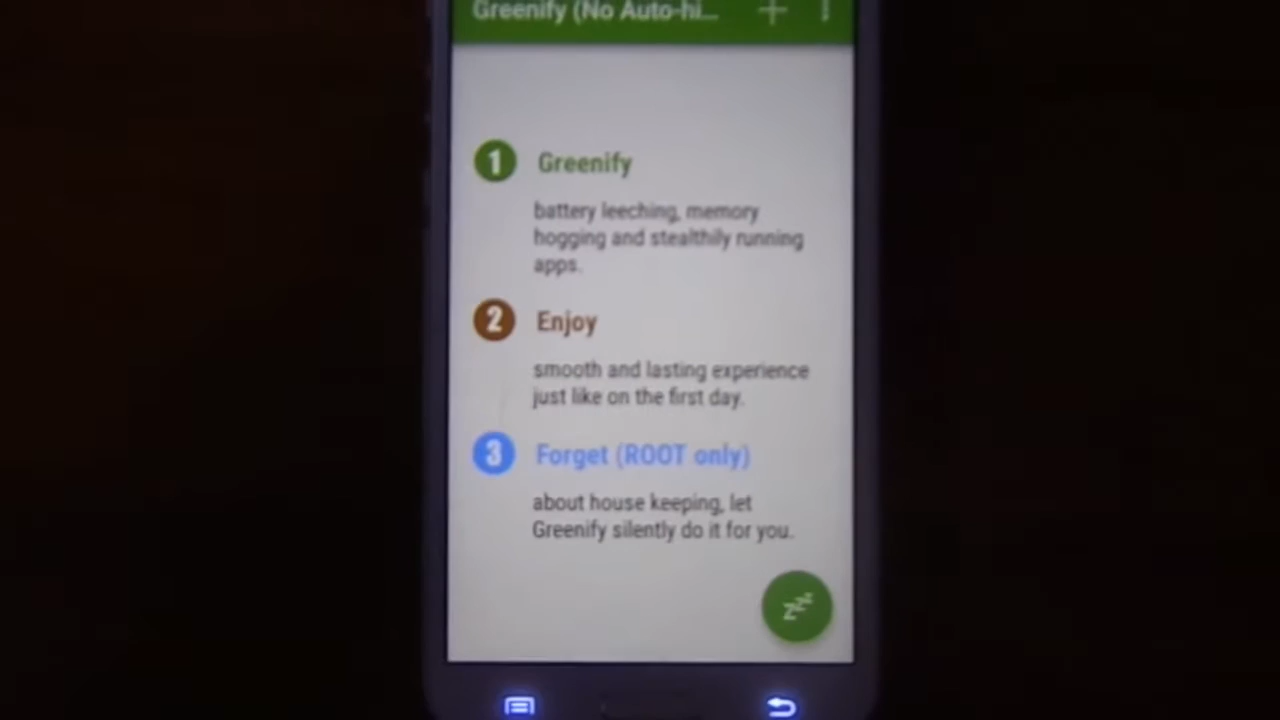 Greenify (No Auto-hi...
1 Greenify
battery leeching, memory
hogging and stealthily running
apps.
2 Enjoy
smooth and lasting experience
just like on the first day.
3 Forget (ROOT only)
about house keeping, let
Greenify silently do it for you.
zzz